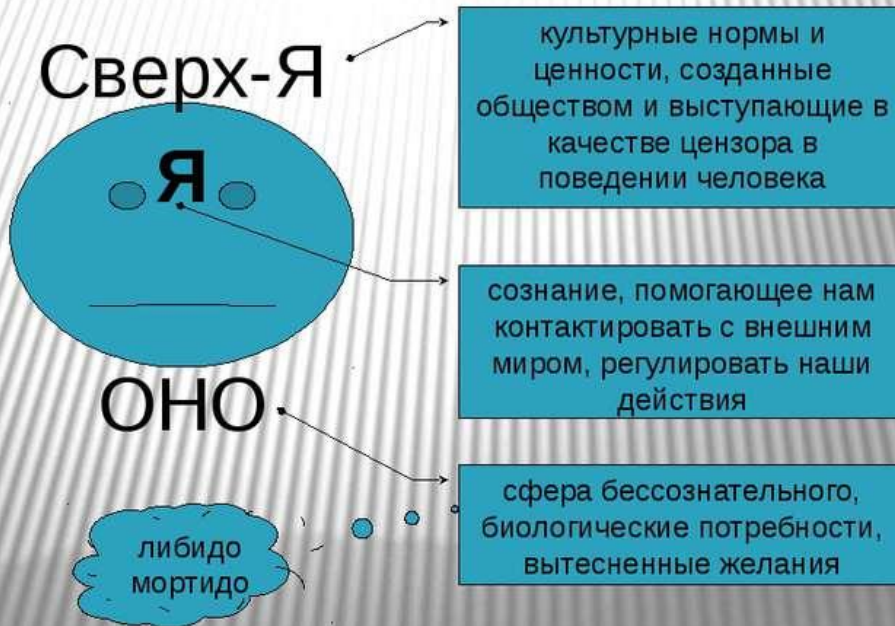 Сверх-Я
культурные нормы и
ценности, созданные
обществом и выступающие в
качестве цензора в
поведении человека
Я
сознание, помогающее нам
контактировать с внешним
миром, регулировать наши
действия
ОНО
сфера бессознательного,
биологические потребности,
вытесненные желания
либидо
мортидо